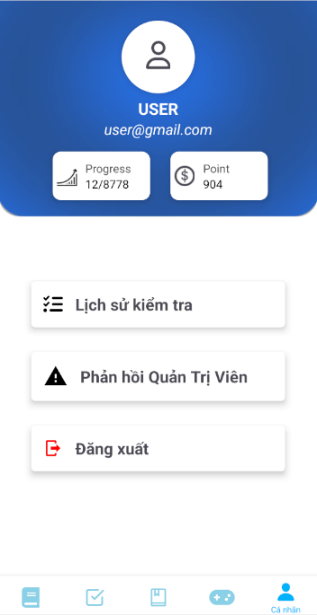 USER
user@gmail.com
Progress
12/8778
Point
904
Lịch sử kiểm tra
Phản hồi Quản Trị Viên
Đăng xuất
Cá nhân